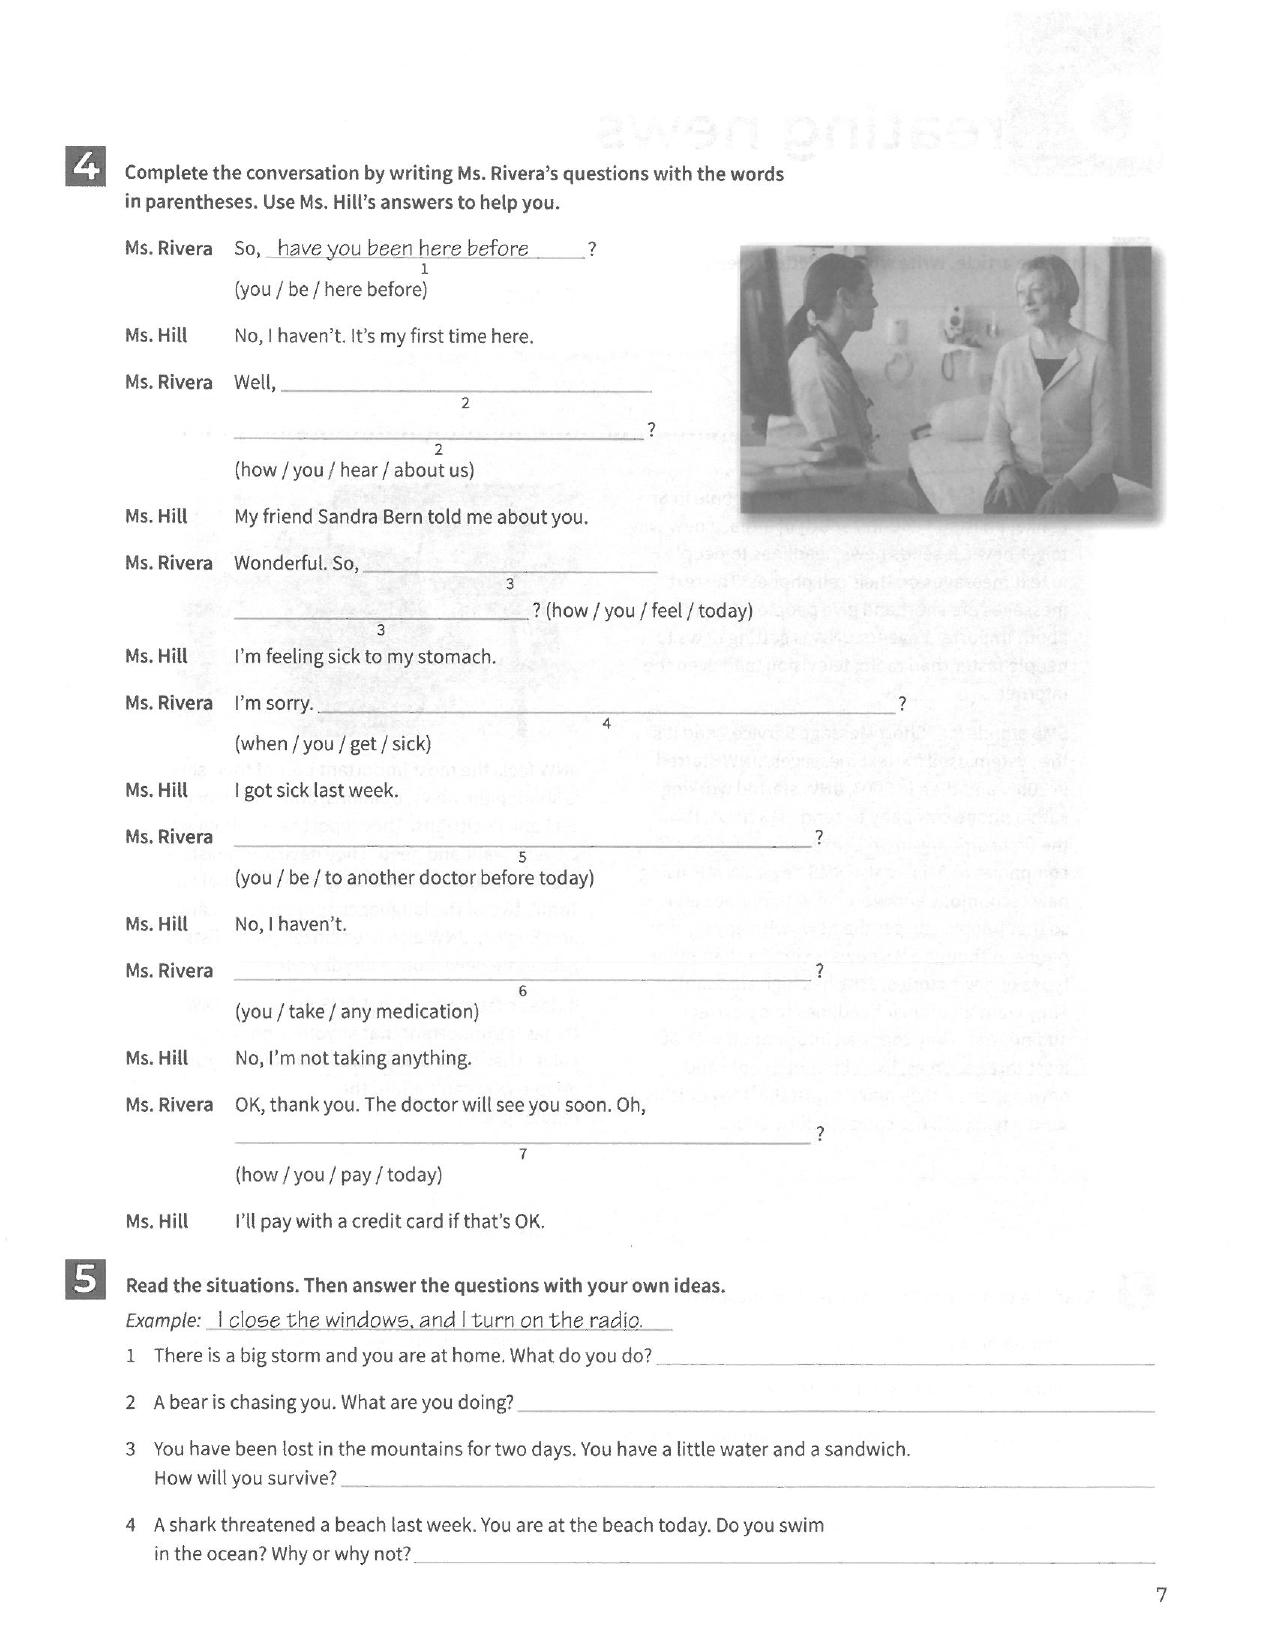 reating news
4
Complete the conversation by writing Ms. Rivera's questions with the words
in parentheses. Use Ms. Hill's answers to help you.
Ms. Rivera So, have you been here before ?
1
(you / be / here before)
Ms. Hill No, I haven't. It's my first time here.
Ms. Rivera Well,
2
?
2
(how / you / hear / about us)
Ms. Hill My friend Sandra Bern told me about you.
Ms. Rivera Wonderful. So,
3
? (how / you / feel / today)
3
Ms. Hill I'm feeling sick to my stomach.
Ms. Rivera I'm sorry. ?
4
(when / you / get / sick)
Ms. Hill I got sick last week.
Ms. Rivera ?
5
(you / be / to another doctor before today)
Ms. Hill No, I haven't.
Ms. Rivera ?
6
(you / take / any medication)
Ms. Hill No, I'm not taking anything.
Ms. Rivera OK, thank you. The doctor will see you soon. Oh,
?
7
(how / you / pay / today)
Ms. Hill I'll pay with a credit card if that's OK.
5
Read the situations. Then answer the questions with your own ideas.
Example: I close the windows, and I turn on the radio.
1 There is a big storm and you are at home. What do you do?
2 A bear is chasing you. What are you doing?
3 You have been lost in the mountains for two days. You have a little water and a sandwich.
How will you survive?
4 A shark threatened a beach last week. You are at the beach today. Do you swim
in the ocean? Why or why not?
7